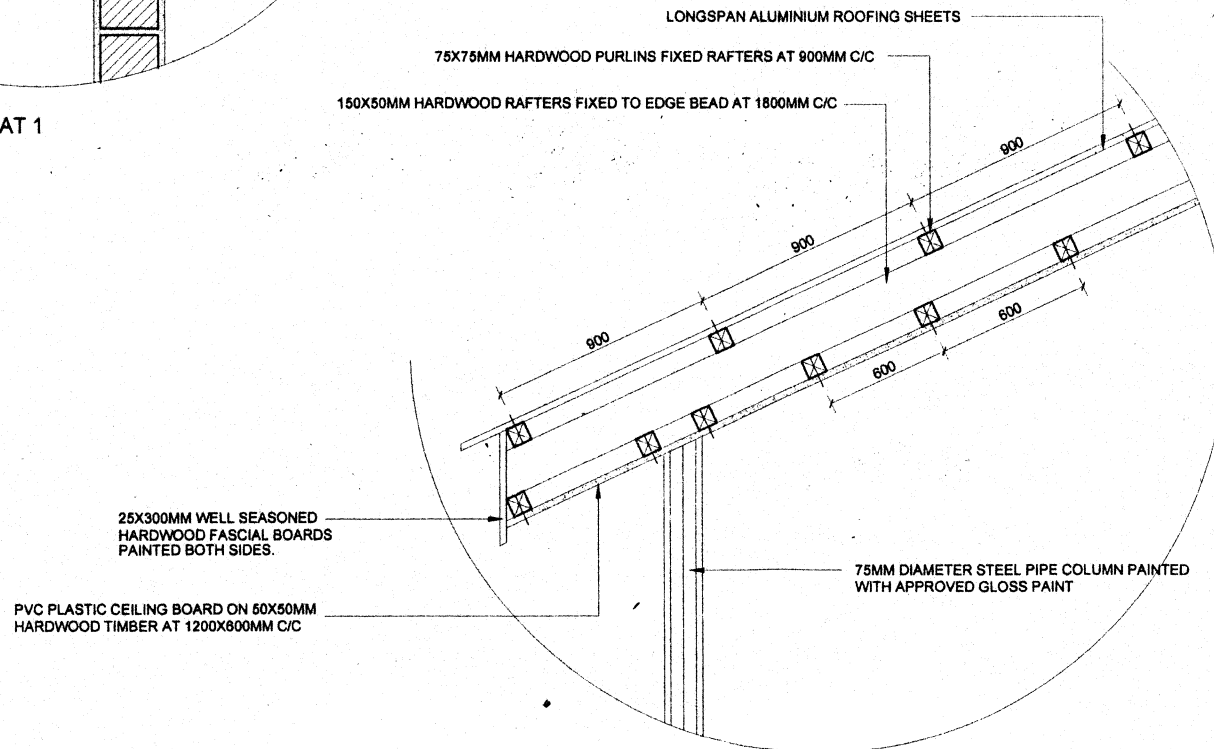 LONGSPAN ALUMINIUM ROOFING SHEETS
75X75MM HARDWOOD PURLINS FIXED RAFTERS AT 900MM C/C
150X50MM HARDWOOD RAFTERS FIXED TO EDGE BEAD AT 1800MM C/C
AT 1
900
900
900
600
600
25X300MM WELL SEASONED
HARDWOOD FASCIAL BOARDS
PAINTED BOTH SIDES.
75MM DIAMETER STEEL PIPE COLUMN PAINTED
WITH APPROVED GLOSS PAINT
PVC PLASTIC CEILING BOARD ON 50X50MM
HARDWOOD TIMBER AT 1200X600MM C/C